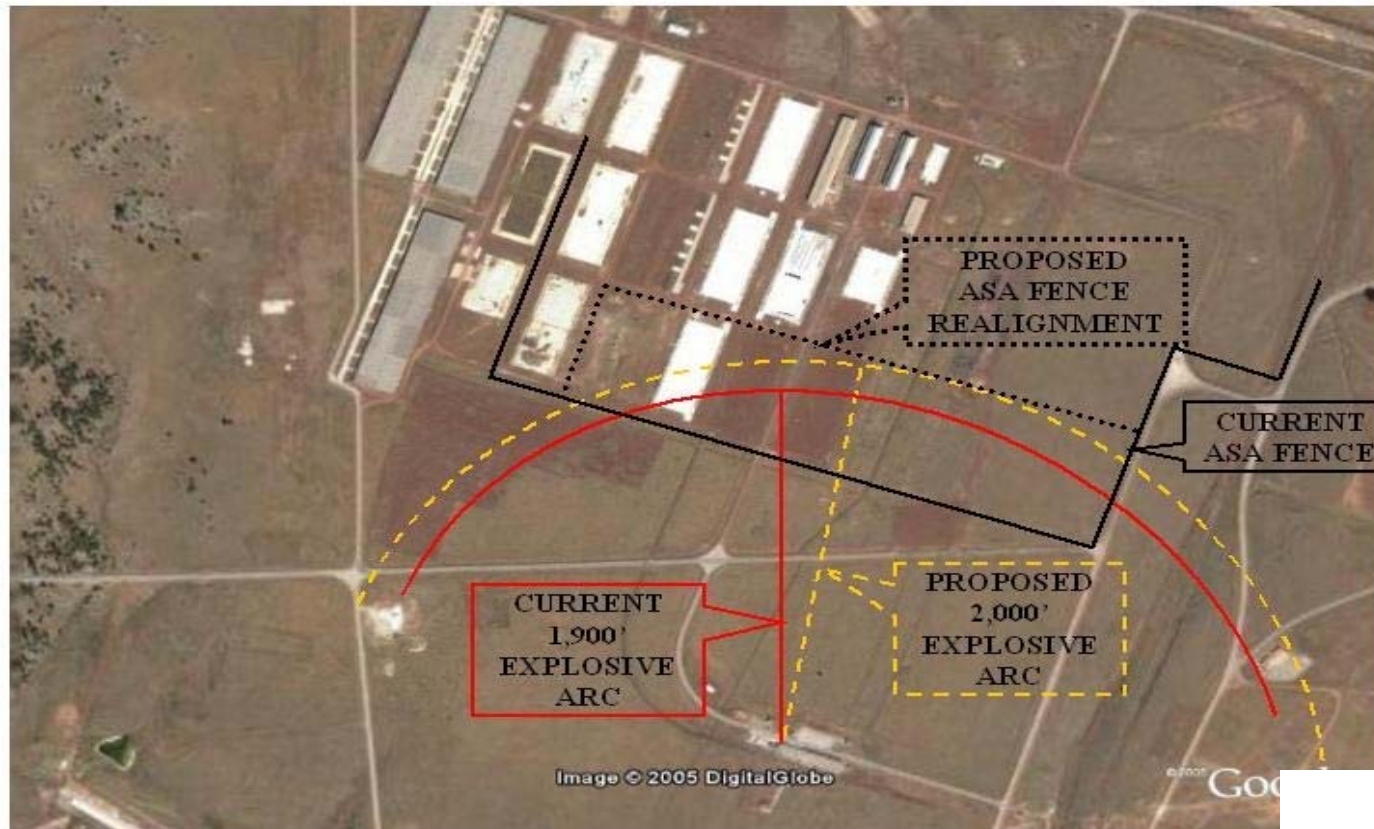 PROPOSED
ASA FENCE
REALIGNMENT
CURRENT
ASA FENCE
CURRENT
1,900'
EXPLOSIVE
ARC
PROPOSED
2,000'
EXPLOSIVE
ARC
Image © 2005 DigitalGlobe
© 2005